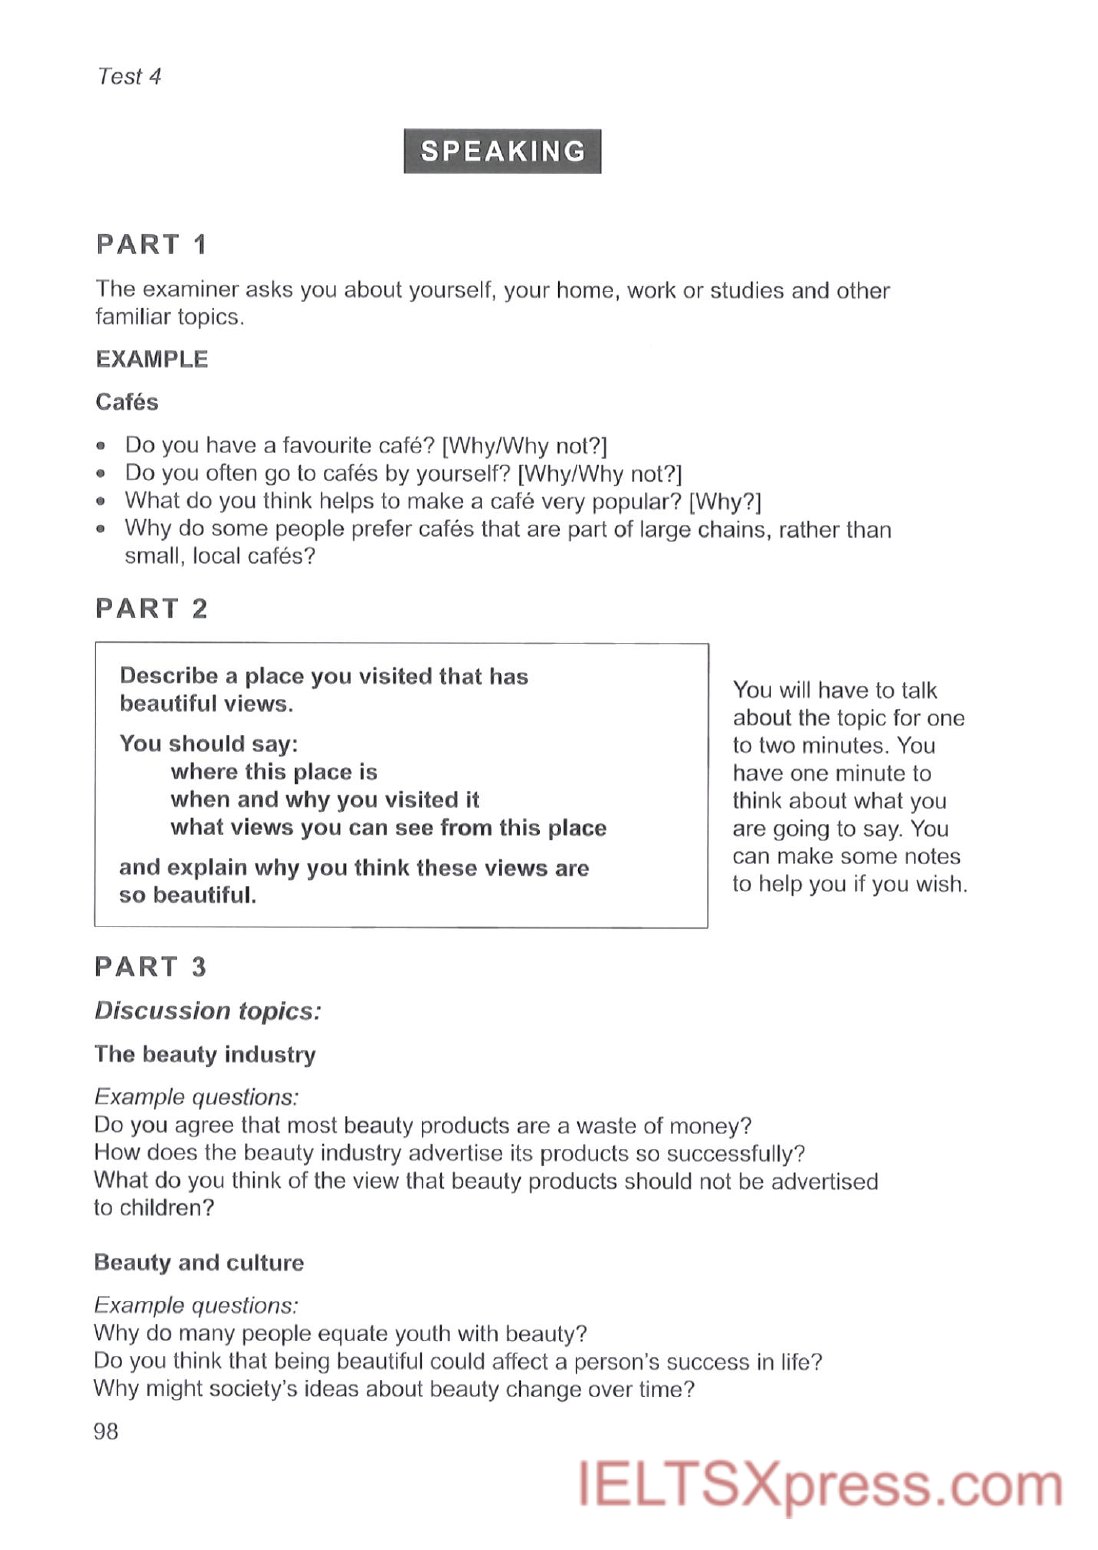 Test 4
SPEAKING
PART 1
The examiner asks you about yourself, your home, work or studies and other
familiar topics.
EXAMPLE
Cafés
• Do you have a favourite café? [Why/Why not?]
• Do you often go to cafés by yourself? [Why/Why not?]
• What do you think helps to make a café very popular? [Why?]
• Why do some people prefer cafés that are part of large chains, rather than
small, local cafés?
PART 2
Describe a place you visited that has
beautiful views.
You should say:
where this place is
when and why you visited it
what views you can see from this place
and explain why you think these views are
so beautiful.
You will have to talk
about the topic for one
to two minutes. You
have one minute to
think about what you
are going to say. You
can make some notes
to help you if you wish.
PART 3
Discussion topics:
The beauty industry
Example questions:
Do you agree that most beauty products are a waste of money?
How does the beauty industry advertise its products so successfully?
What do you think of the view that beauty products should not be advertised
to children?
Beauty and culture
Example questions:
Why do many people equate youth with beauty?
Do you think that being beautiful could affect a person's success in life?
Why might society's ideas about beauty change over time?
98
IELTSXpress.com